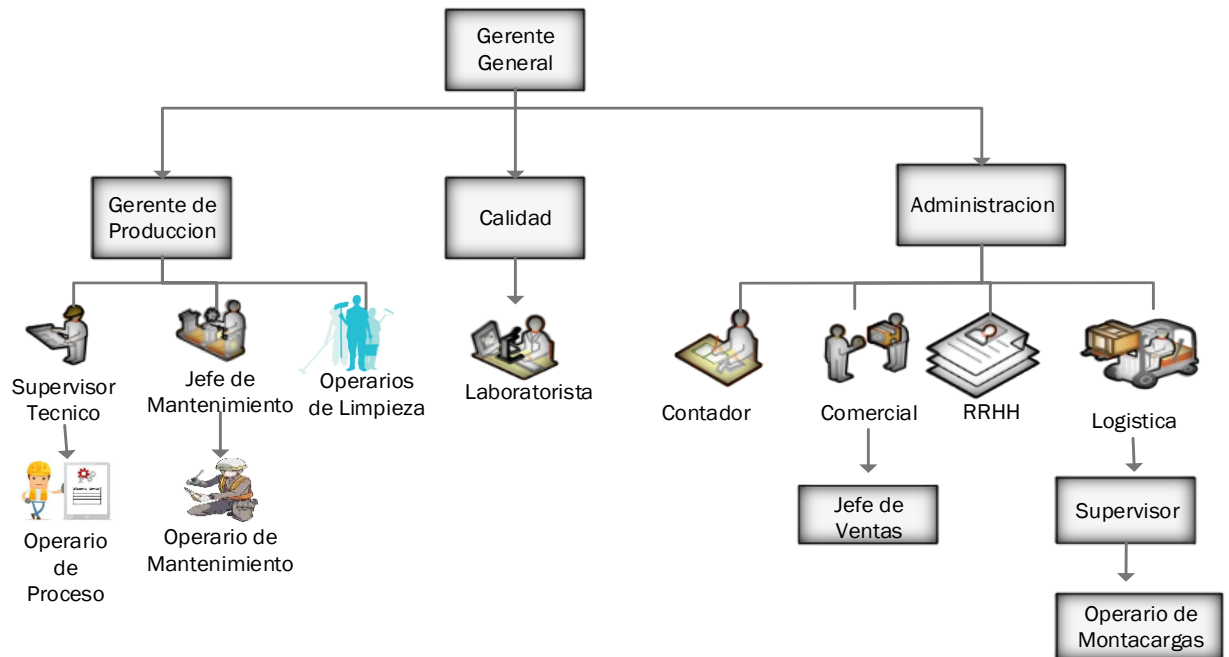 Gerente
General
Gerente de
Produccion
Calidad
Administracion
Supervisor
Tecnico
Jefe de
Mantenimiento
Operarios
de Limpieza
Laboratorista
Contador
Comercial
RRHH
Logistica
Operario
de
Proceso
Operario de
Mantenimiento
Jefe de
Ventas
Supervisor
Operario de
Montacargas